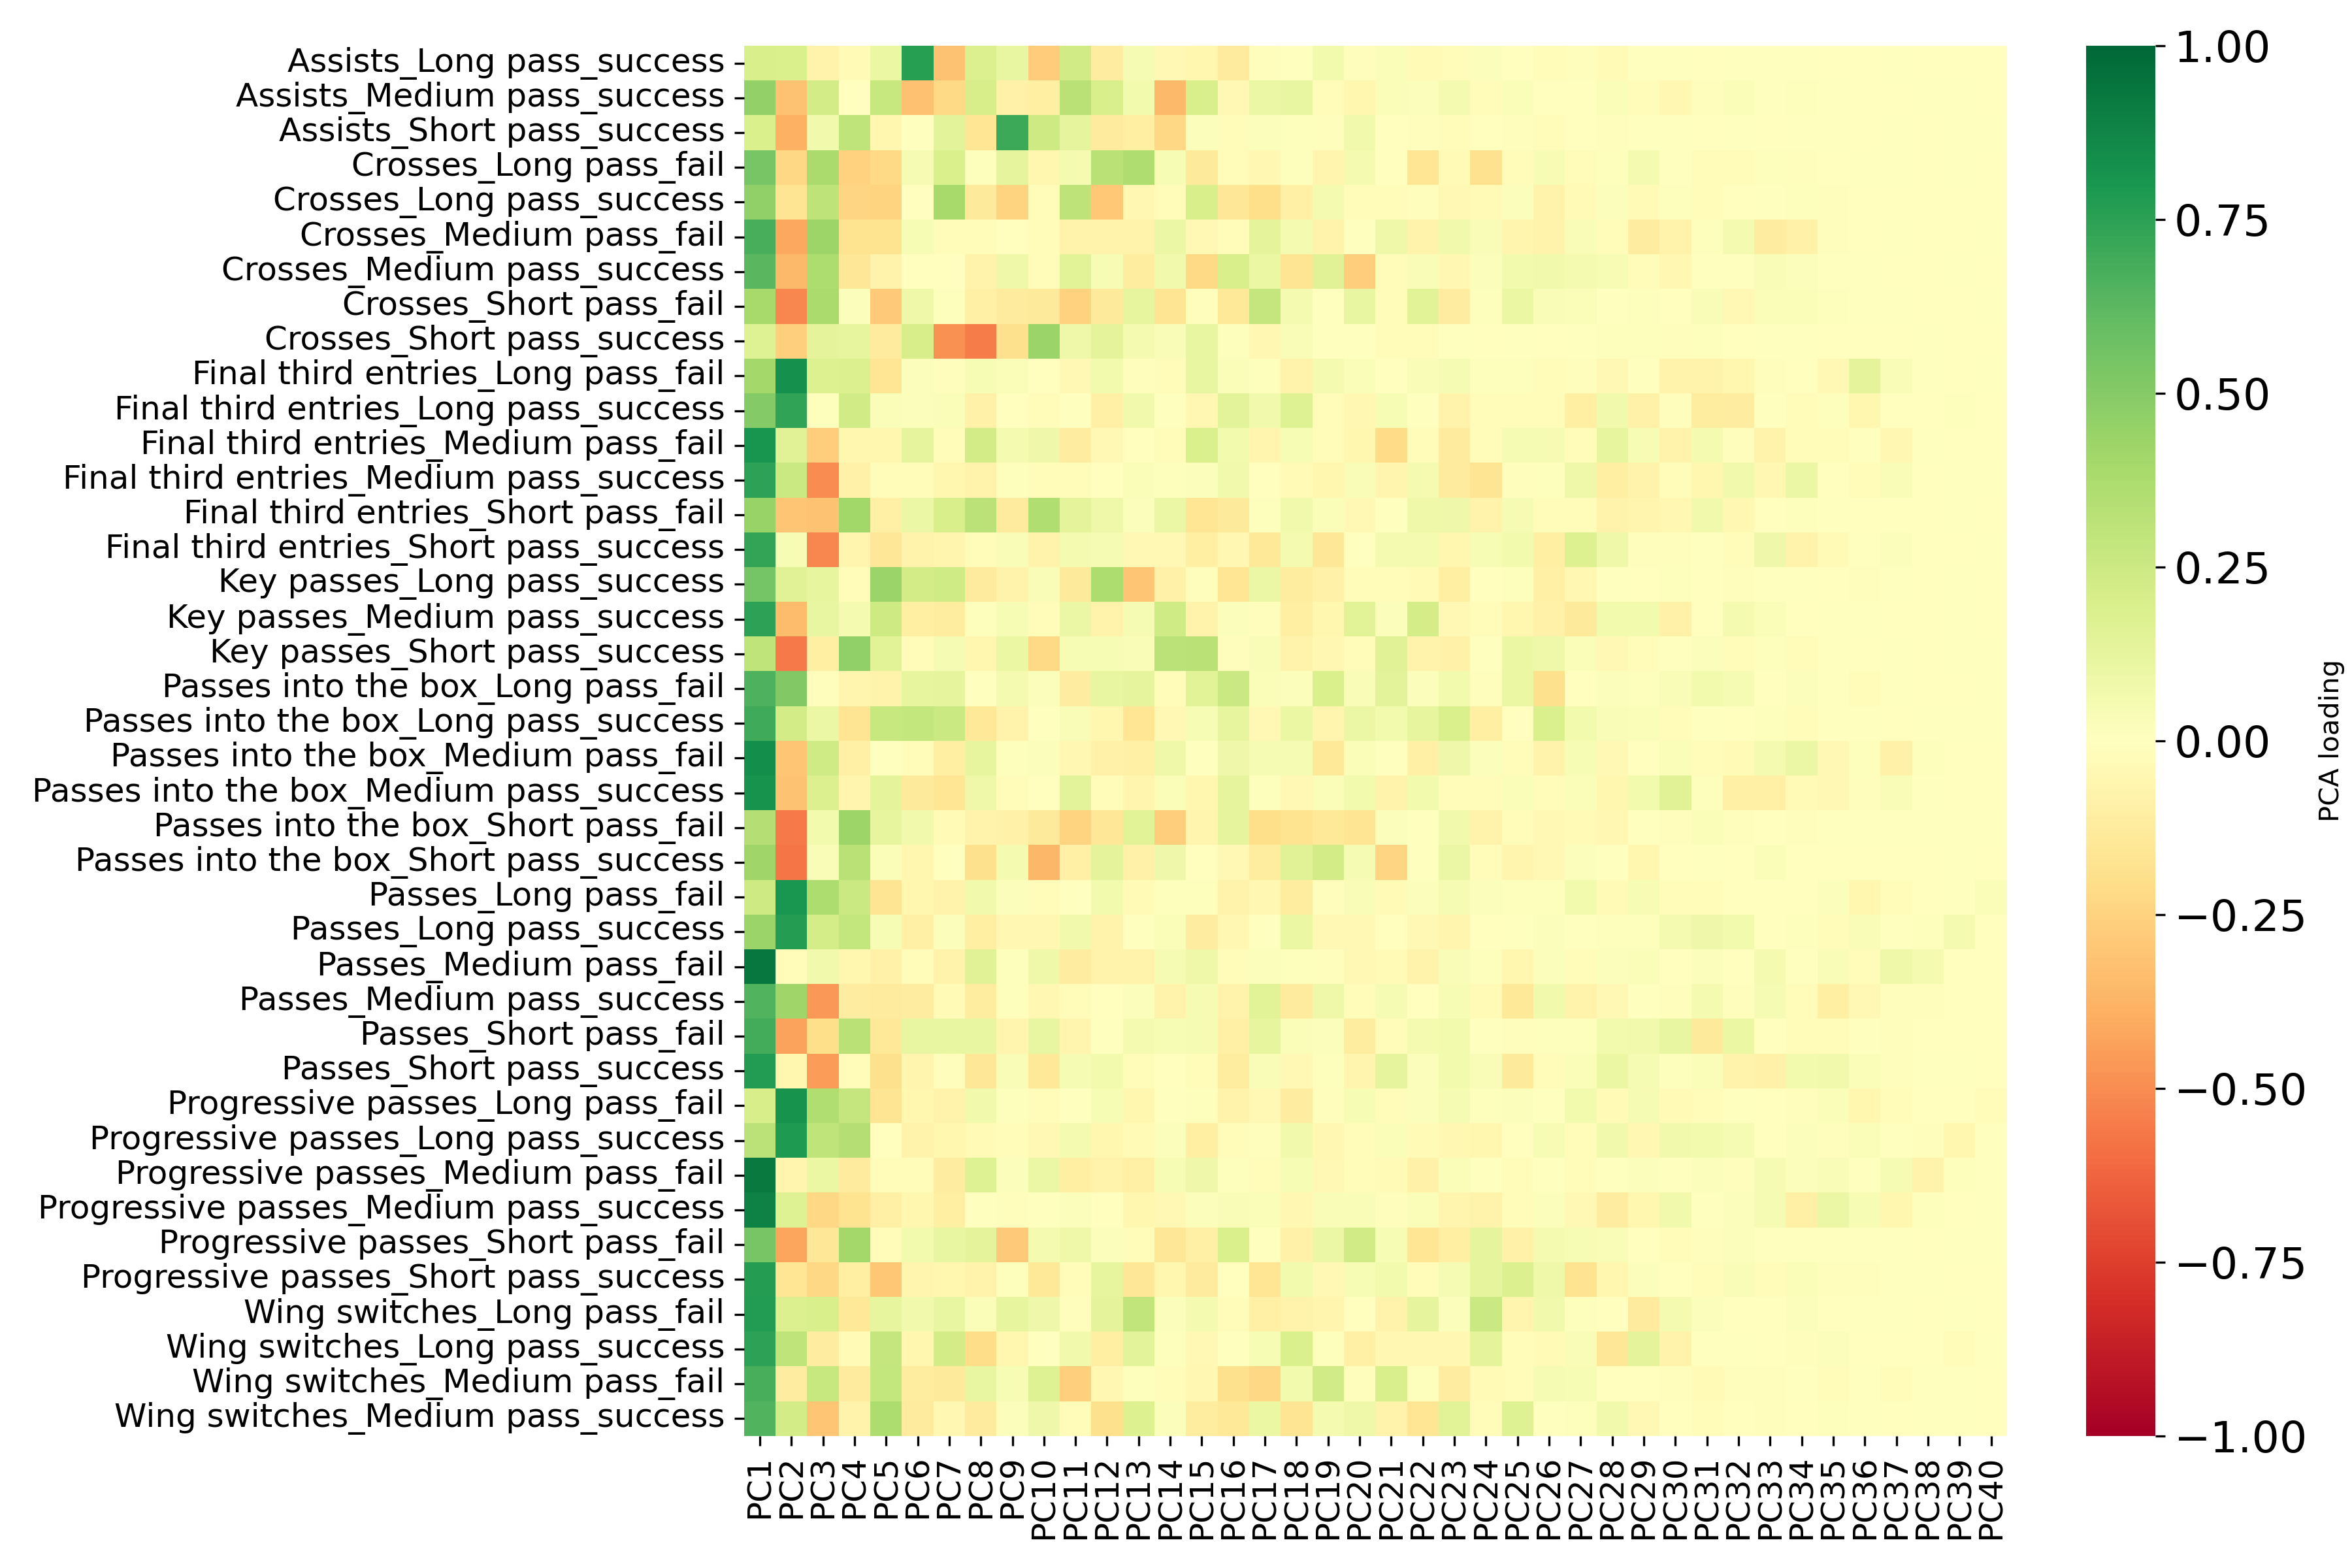 Assists_Long pass_success
Assists_Medium pass_success
Assists_Short pass_success
Crosses_Long pass_fail
Crosses_Long pass_success
Crosses_Medium pass_fail
Crosses_Medium pass_success
Crosses_Short pass_fail
Crosses_Short pass_success
Final third entries_Long pass_fail
Final third entries_Long pass_success
Final third entries_Medium pass_fail
Final third entries_Medium pass_success
Final third entries_Short pass_fail
Final third entries_Short pass_success
Key passes_Long pass_success
Key passes_Medium pass_success
Key passes_Short pass_success
Passes into the box_Long pass_fail
Passes into the box_Long pass_success
Passes into the box_Medium pass_fail
Passes into the box_Medium pass_success
Passes into the box_Short pass_fail
Passes into the box_Short pass_success
Passes_Long pass_fail
Passes_Long pass_success
Passes_Medium pass_fail
Passes_Medium pass_success
Passes_Short pass_fail
Passes_Short pass_success
Progressive passes_Long pass_fail
Progressive passes_Long pass_success
Progressive passes_Medium pass_fail
Progressive passes_Medium pass_success
Progressive passes_Short pass_fail
Progressive passes_Short pass_success
Wing switches_Long pass_fail
Wing switches_Long pass_success
Wing switches_Medium pass_fail
Wing switches_Medium pass_success
PC1
PC2
PC3
PC4
PC5
PC6
PC7
PC8
PC9
PC10
PC11
PC12
PC13
PC14
PC15
PC16
PC17
PC18
PC19
PC20
PC21
PC22
PC23
PC24
PC25
PC26
PC27
PC28
PC29
PC30
PC31
PC32
PC33
PC34
PC35
PC36
PC37
PC38
PC39
PC40
1.00
0.75
0.50
0.25
0.00
−0.25
−0.50
−0.75
−1.00
PCA loading